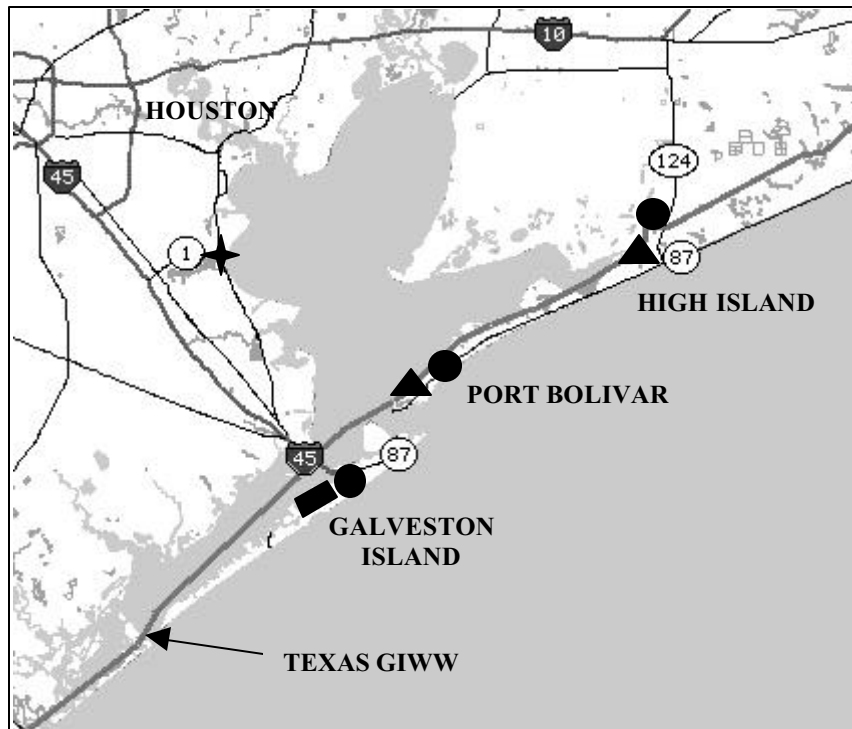 10
HOUSTON
45
124
1
87
HIGH ISLAND
PORT BOLIVAR
45
87
GALVESTON
ISLAND
TEXAS GIWW